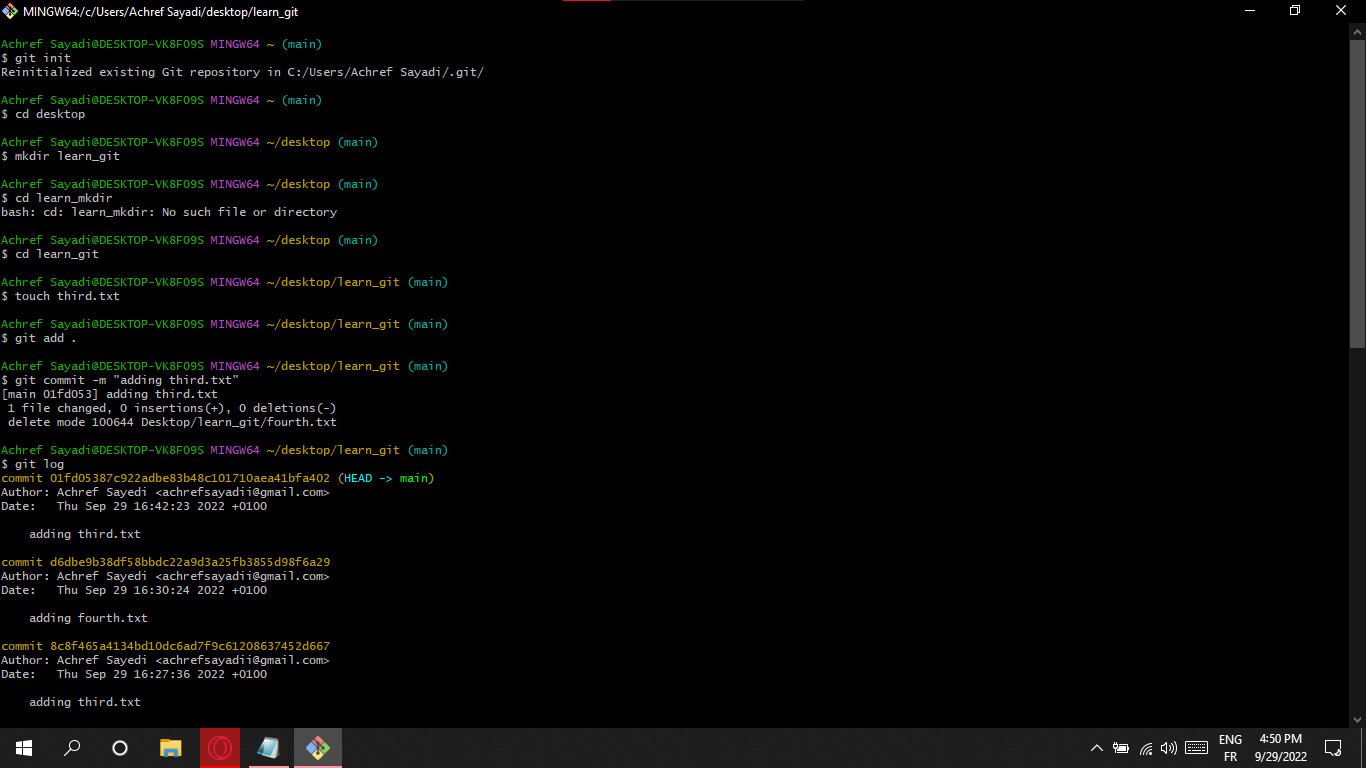 MINGW64:/c/Users/Achref Sayadi/desktop/learn_git
Achref Sayadi@DESKTOP-VK8FO9S MINGW64 ~ (main)
$ git init
Reinitialized existing Git repository in C:/Users/Achref Sayadi/.git/
Achref Sayadi@DESKTOP-VK8FO9S MINGW64 ~ (main)
$ cd desktop
Achref Sayadi@DESKTOP-VK8FO9S MINGW64 ~/desktop (main)
$ mkdir learn_git
Achref Sayadi@DESKTOP-VK8FO9S MINGW64 ~/desktop (main)
$ cd learn_mkdir
bash: cd: learn_mkdir: No such file or directory
Achref Sayadi@DESKTOP-VK8FO9S MINGW64 ~/desktop (main)
$ cd learn_git
Achref Sayadi@DESKTOP-VK8FO9S MINGW64 ~/desktop/learn_git (main)
$ touch third.txt
Achref Sayadi@DESKTOP-VK8FO9S MINGW64 ~/desktop/learn_git (main)
$ git add .
Achref Sayadi@DESKTOP-VK8FO9S MINGW64 ~/desktop/learn_git (main)
$ git commit -m "adding third.txt"
[main 01fd053] adding third.txt
1 file changed, 0 insertions(+), 0 deletions(-)
delete mode 100644 Desktop/learn_git/fourth.txt
Achref Sayadi@DESKTOP-VK8FO9S MINGW64 ~/desktop/learn_git (main)
$ git log
commit 01fd05387c922adbe83b48c101710aea41bfa402 (HEAD -> main)
Author: Achref Sayedi <achrefsayadii@gmail.com>
Date:   Thu Sep 29 16:42:23 2022 +0100
adding third.txt
commit d6dbe9b38df58bbdc22a9d3a25fb3855d98f6a29
Author: Achref Sayedi <achrefsayadii@gmail.com>
Date:   Thu Sep 29 16:30:24 2022 +0100
adding fourth.txt
commit 8c8f465a4134bd10dc6ad7f9c61208637452d667
Author: Achref Sayedi <achrefsayadii@gmail.com>
Date:   Thu Sep 29 16:27:36 2022 +0100
adding third.txt
ENG
FR
4:50 PM
9/29/2022